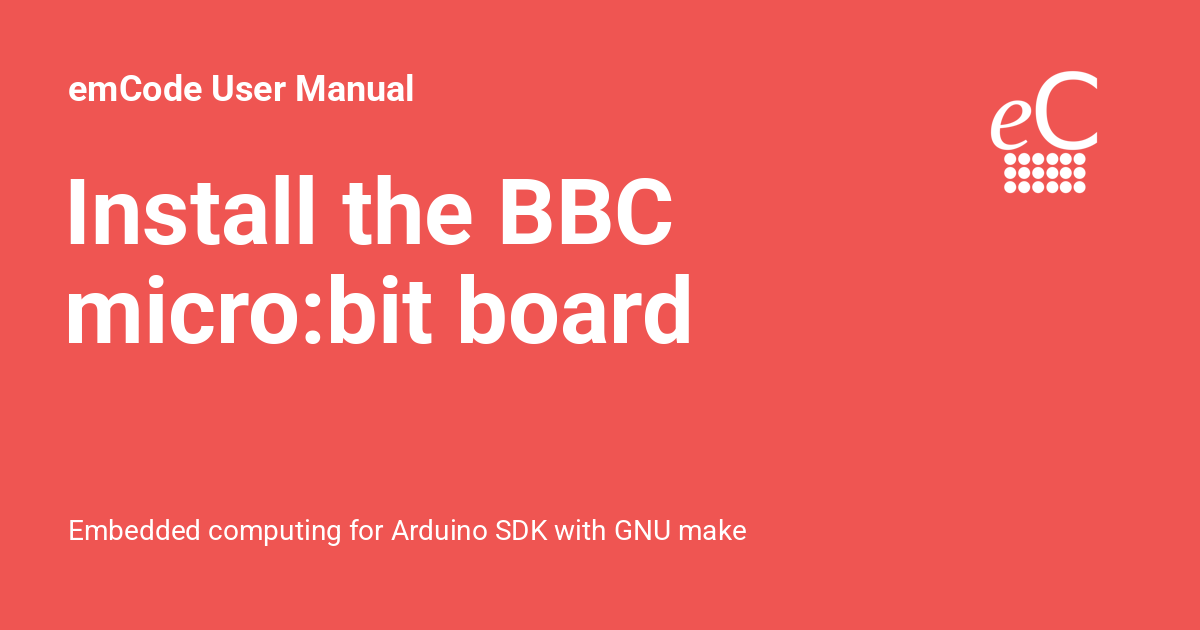 emCode User Manual
eC
Install the BBC
micro:bit board
Embedded computing for Arduino SDK with GNU make